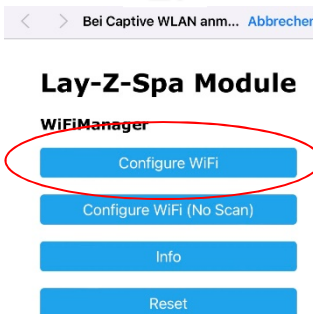 Bei Captive WLAN anm... Abbrechen
Lay-Z-Spa Module
WiFiManager
Configure WiFi
Configure WiFi (No Scan)
Info
Reset